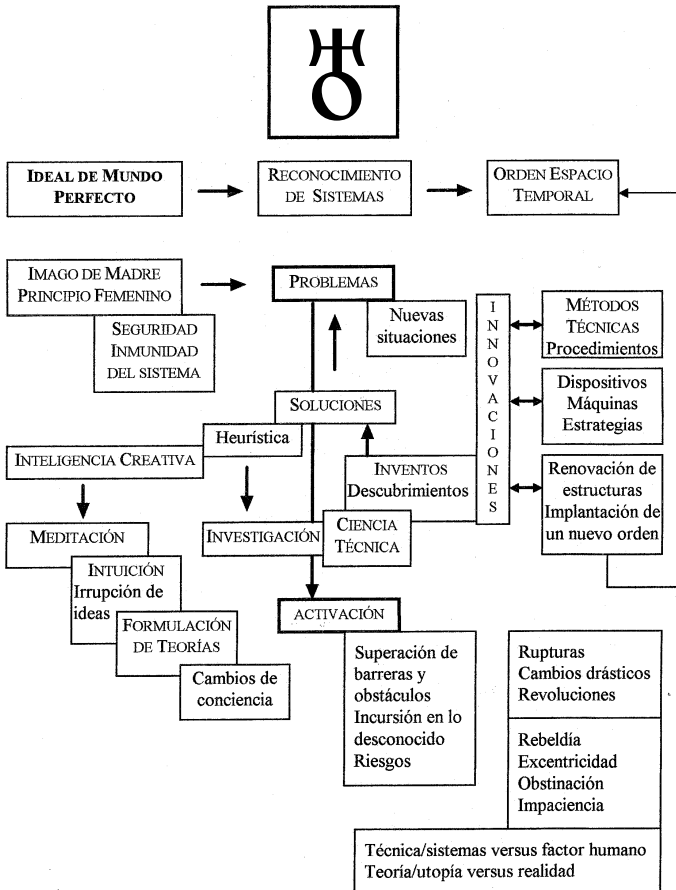 IDEAL DE MUNDO
PERFECTO
RECONOCIMIENTO
DE SISTEMAS
ORDEN ESPACIO
TEMPORAL
IMAGO DE MADRE
PRINCIPIO FEMENINO
SEGURIDAD
INMUNIDAD
DEL SISTEMA
PROBLEMAS
Nuevas
situaciones
INNOVACIONES
MÉTODOS
TÉCNICAS
Procedimientos
Dispositivos
Máquinas
Estrategias
Renovación de
estructuras
Implantación de
un nuevo orden
SOLUCIONES
Heurística
INTELIGENCIA CREATIVA
INVENTOS
Descubrimientos
MEDITACIÓN
INVESTIGACIÓN
CIENCIA
TÉCNICA
INTUICIÓN
Irrupción de
ideas
FORMULACIÓN
DE TEORÍAS
Cambios de
conciencia
ACTIVACIÓN
Superación de
barreras y
obstáculos
Incursión en lo
desconocido
Riesgos
Rupturas
Cambios drásticos
Revoluciones
Rebeldía
Excentricidad
Obstinación
Impaciencia
Técnica/sistemas versus factor humano
Teoría/utopía versus realidad